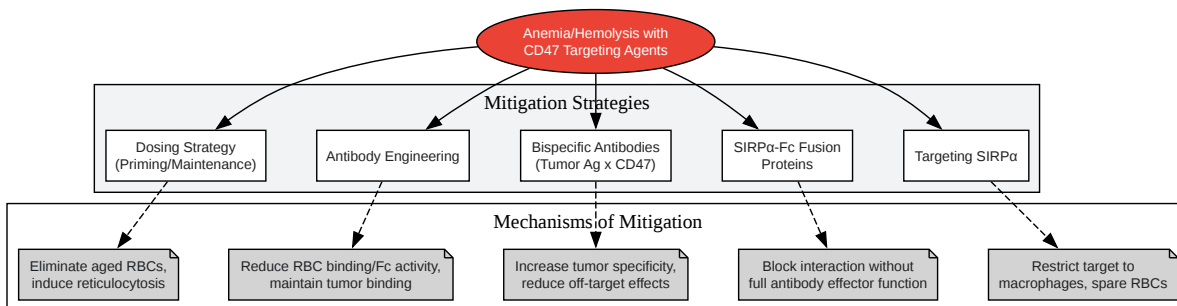 Anemia/Hemolysis with
CD47 Targeting Agents
Mitigation Strategies
Dosing Strategy
(Priming/Maintenance)
Antibody Engineering
Bispecific Antibodies
(Tumor Ag x CD47)
SIRPα-Fc Fusion
Proteins
Targeting SIRPα
Mechanisms of Mitigation
Eliminate aged RBCs,
induce reticulocytosis
Reduce RBC binding/Fc activity,
maintain tumor binding
Increase tumor specificity,
reduce off-target effects
Block interaction without
full antibody effector function
Restrict target to
macrophages, spare RBCs